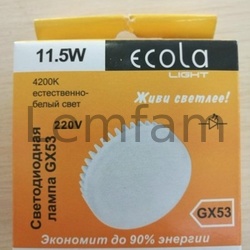 11.5W
ecola
LIGHT
4200K
естественно-
белый свет
Живи светлее!
220V
Lemfam
Светодиодная
лампа GX53
GX53
Экономит до 90% энергии